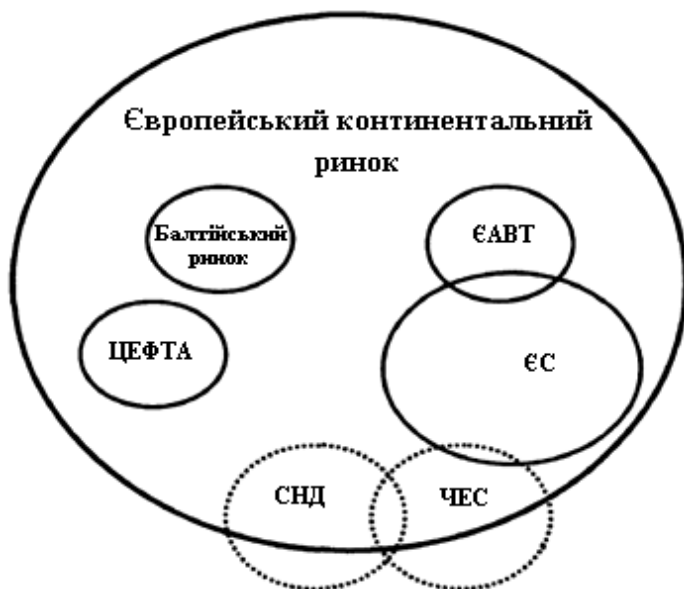 Європейський континентальний
ринок
Балтійський
ринок
ЄАВТ
ЦЕФТА
ЄС
СНД
ЧЕС